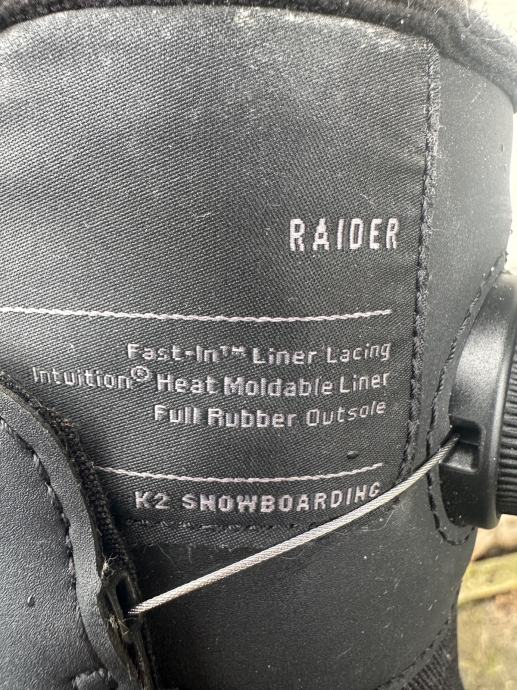 RAIDER
Fast-In™ Liner Lacing
Intuition® Heat Moldable Liner
Full Rubber Outsole
K2 SNOWBOARDING